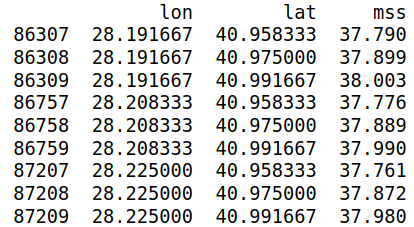 lon lat mss
86307 28.191667 40.958333 37.790
86308 28.191667 40.975000 37.899
86309 28.191667 40.991667 38.003
86757 28.208333 40.958333 37.776
86758 28.208333 40.975000 37.889
86759 28.208333 40.991667 37.990
87207 28.225000 40.958333 37.761
87208 28.225000 40.975000 37.872
87209 28.225000 40.991667 37.980